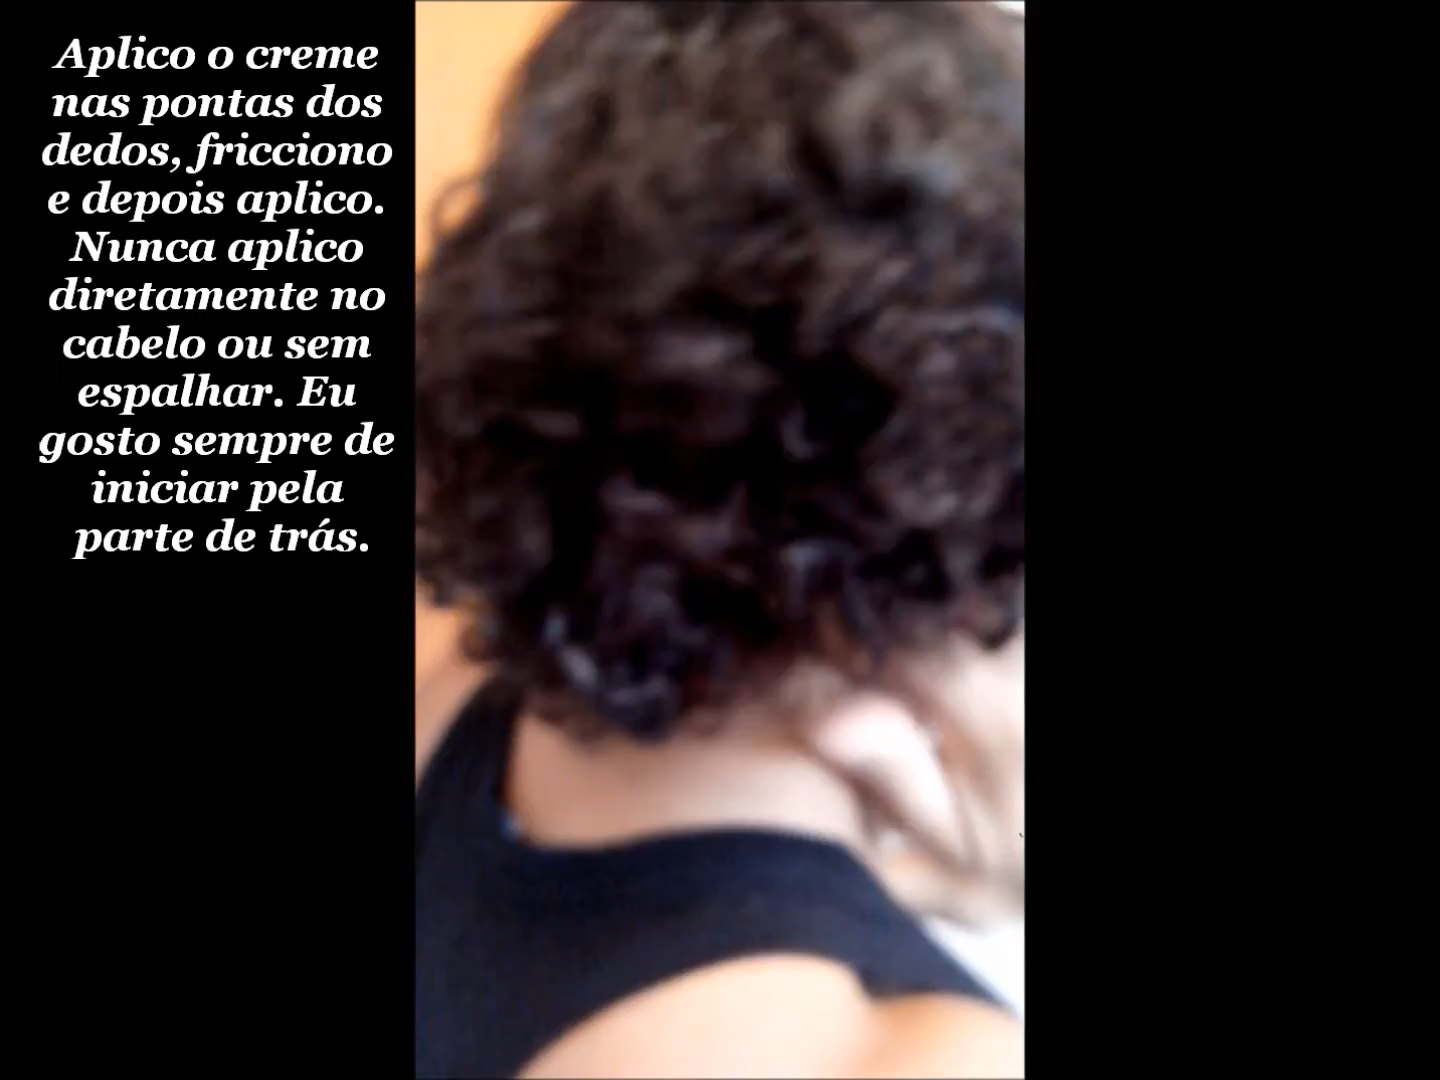 Aplico o creme
nas pontas dos
dedos, fricciono
e depois aplico.
Nunca aplico
diretamente no
cabelo ou sem
espalhar. Eu
gosto sempre de
iniciar pela
parte de trás.